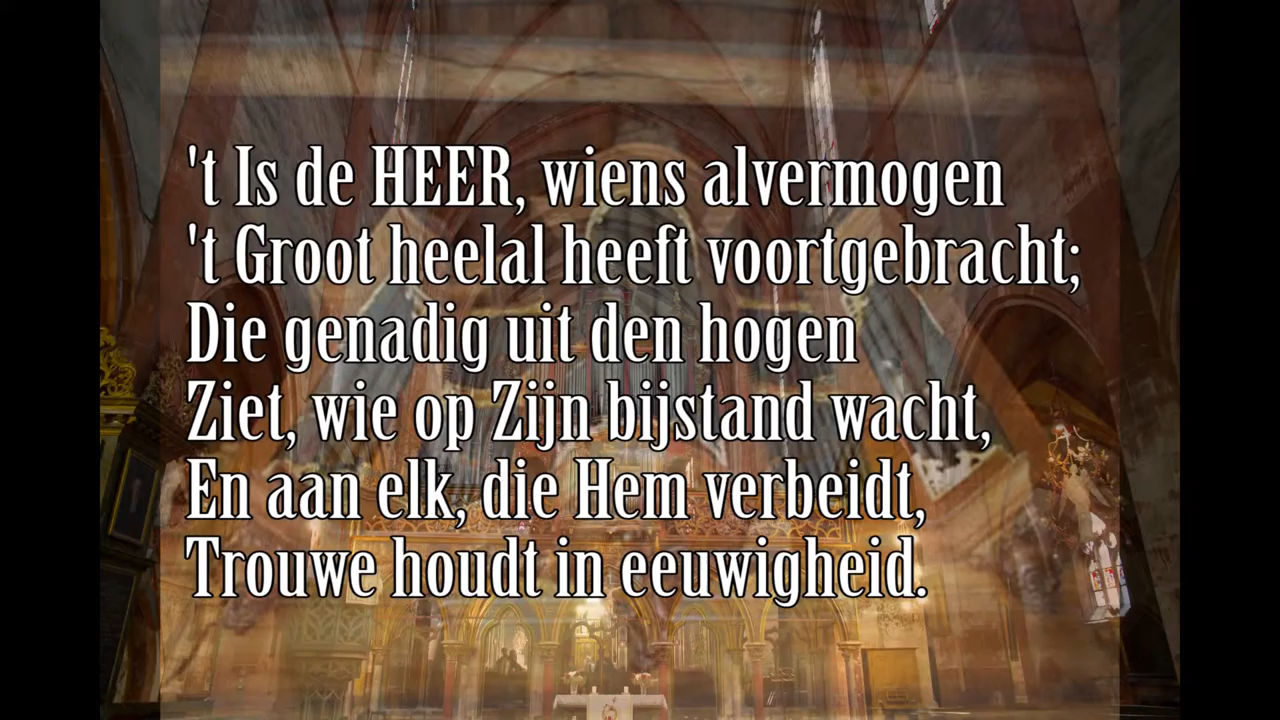 't Is de HEER, wiens alvermogen
't Groot heelal heeft voortgebracht;
Die genadig uit den hogen
Ziet, wie op Zijn bijstand wacht,
En aan elk, die Hem verbeidt,
Trouwe houdt in eeuwigheid.